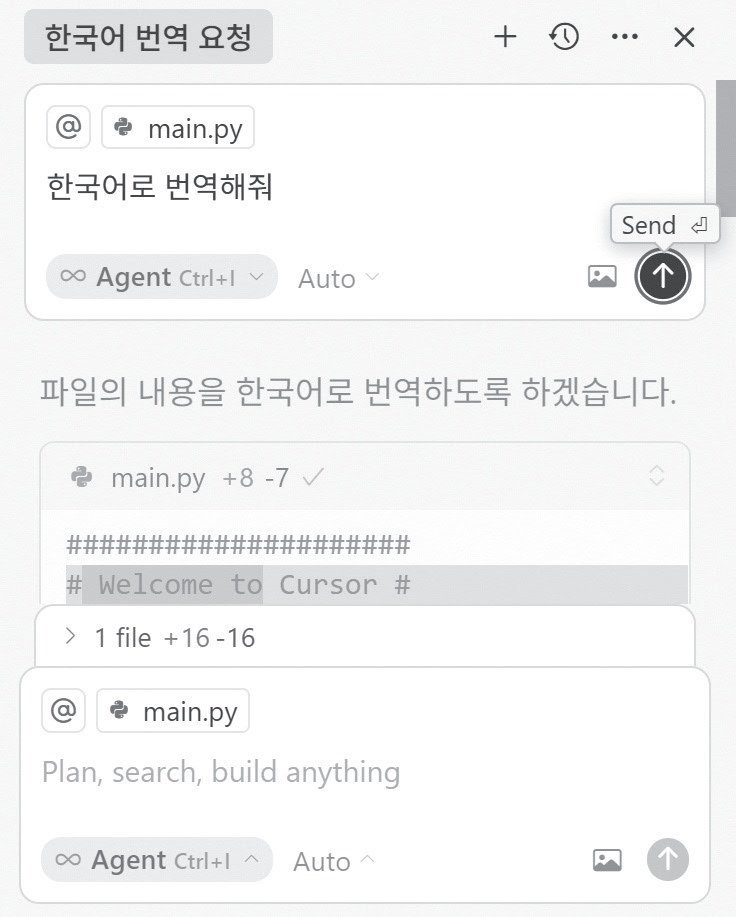 한국어 번역 요청
@ main.py
한국어로 번역해줘
Send
Agent Ctrl+I Auto
파일의 내용을 한국어로 번역하도록 하겠습니다.
main.py +8 -7
#####################
# Welcome to Cursor #
1 file +16 -16
@ main.py
Plan, search, build anything
Agent Ctrl+I Auto